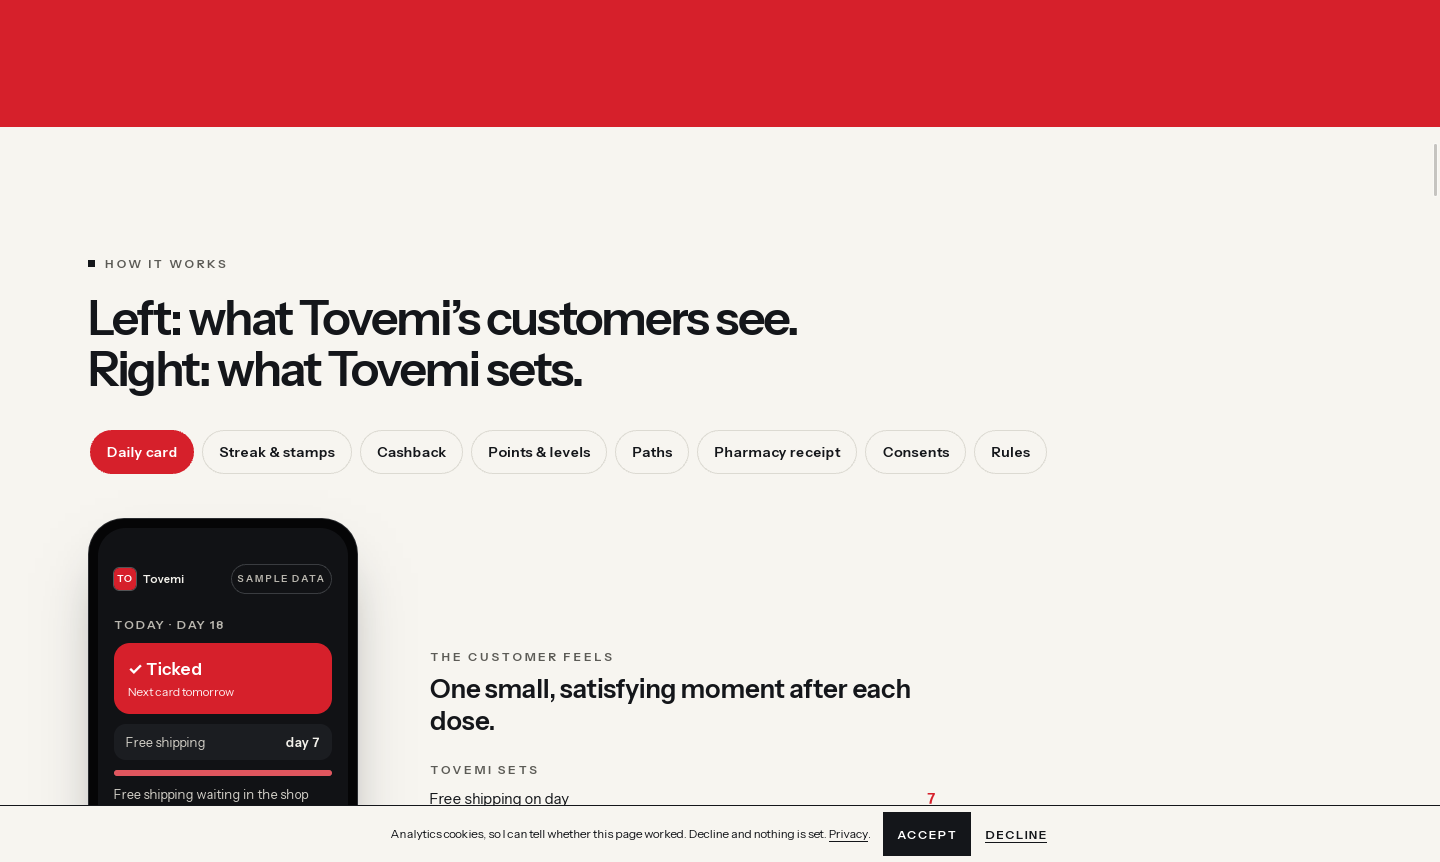 HOW IT WORKS
Left: what Tovemi’s customers see.
Right: what Tovemi sets.
Daily card
Streak & stamps
Cashback
Points & levels
Paths
Pharmacy receipt
Consents
Rules
TO
Tovemi
SAMPLE DATA
TODAY · DAY 18
✓ Ticked
Next card tomorrow
Free shipping
day 7
Free shipping waiting in the shop
THE CUSTOMER FEELS
One small, satisfying moment after each
dose.
TOVEMI SETS
Free shipping on day
7
Analytics cookies, so I can tell whether this page worked. Decline and nothing is set. Privacy.
ACCEPT
DECLINE